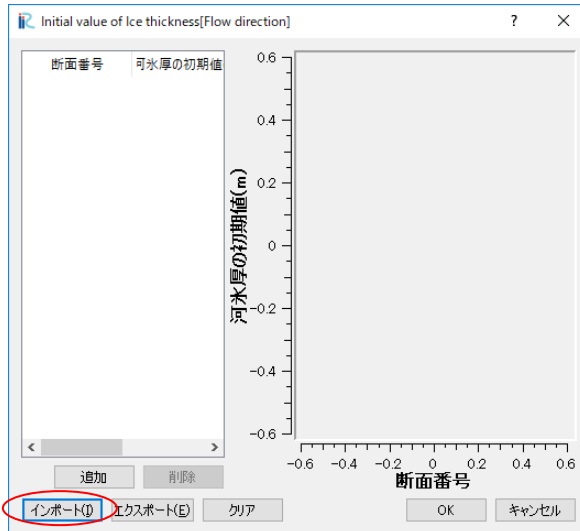 iRIC Initial value of Ice thickness[Flow direction] ? ×
断面番号 可氷厚の初期値
0.6
0.4
0.2
0
-0.2
-0.4
-0.6
河氷厚の初期値(m)
-0.6 -0.4 -0.2 0 0.2 0.4 0.6
断面番号
< >
追加 削除
インポート(I) エクスポート(E) クリア OK キャンセル